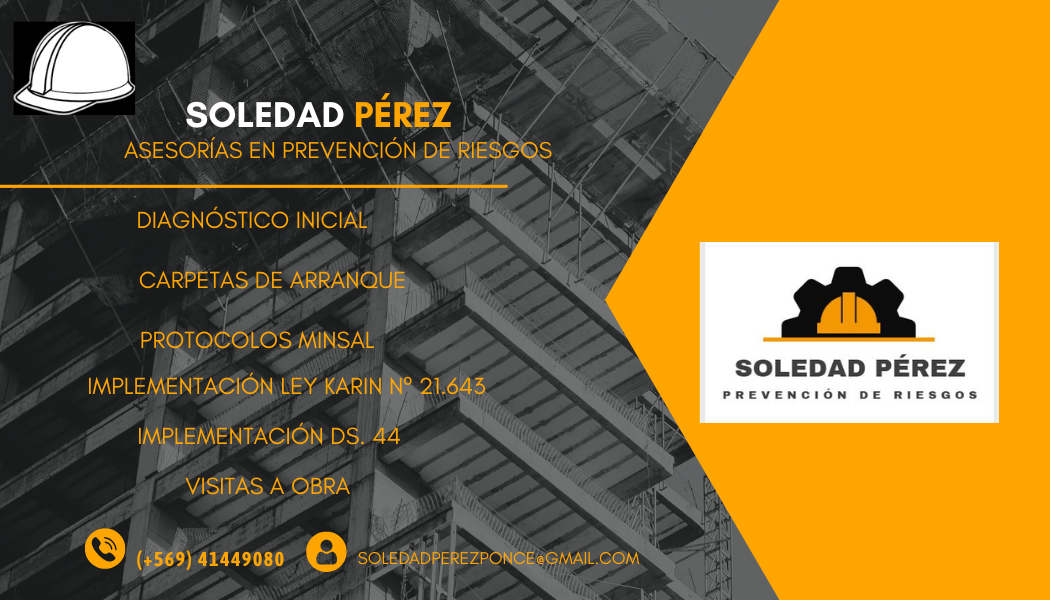 SOLEDAD PÉREZ
ASESORÍAS EN PREVENCIÓN DE RIESGOS
DIAGNÓSTICO INICIAL
CARPETAS DE ARRANQUE
PROTOCOLOS MINSAL
IMPLEMENTACIÓN LEY KARIN Nº 21.643
IMPLEMENTACIÓN DS. 44
VISITAS A OBRA
(+569) 41449080
SOLEDADPEREZPONCE@GMAIL.COM
SOLEDAD PÉREZ
PREVENCIÓN DE RIESGOS